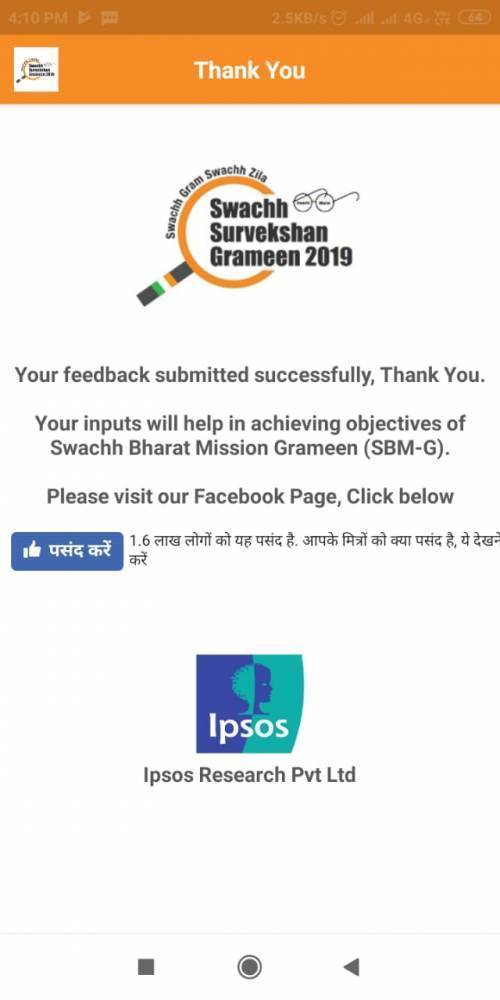 4:10 PM 2.5KB/s 4G 64
Thank You
Swachh Gram Swachh Zila
Swachh
Survekshan
Grameen 2019
Your feedback submitted successfully, Thank You.
Your inputs will help in achieving objectives of
Swachh Bharat Mission Grameen (SBM-G).
Please visit our Facebook Page, Click below
पसंद करें
1.6 लाख लोगों को यह पसंद है. आपके मित्रों को क्या पसंद है, ये देखने
करें
Ipsos
Ipsos Research Pvt Ltd